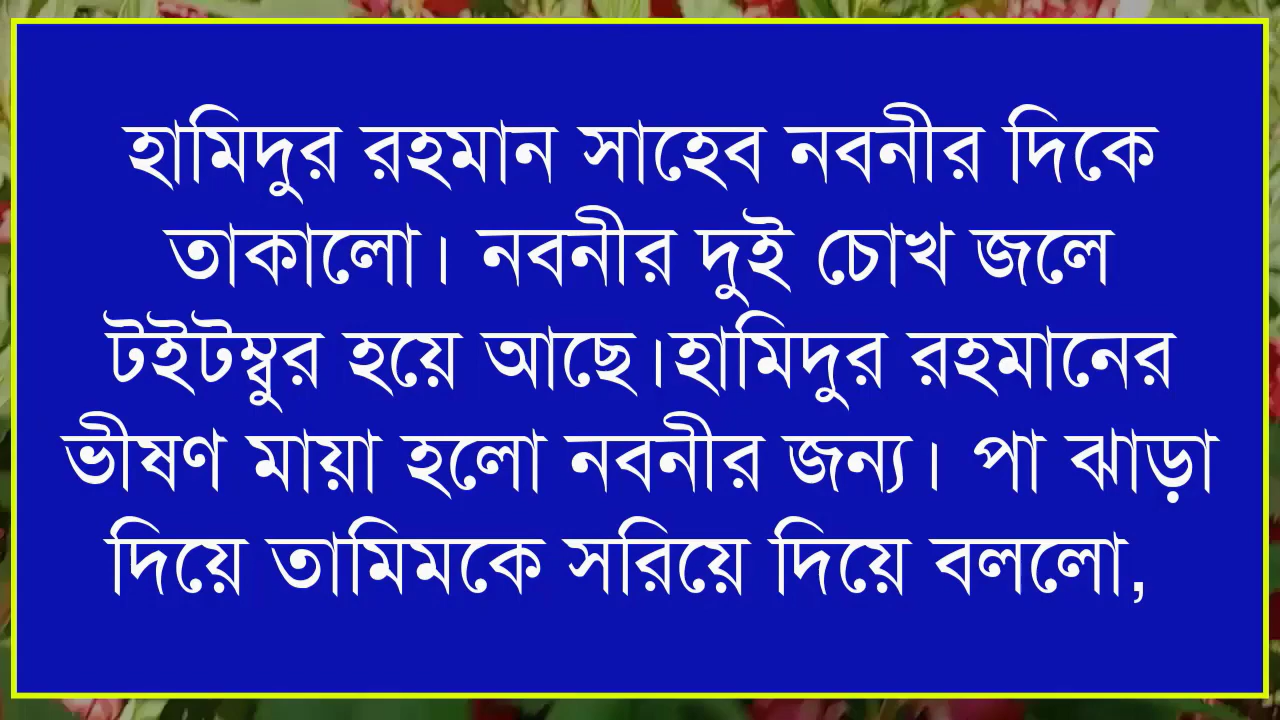 হামিদুর রহমান সাহেব নবনীর দিকে
তাকালো। নবনীর দুই চোখ জলে
টইটম্বুর হয়ে আছে।হামিদুর রহমানের
ভীষণ মায়া হলো নবনীর জন্য। পা ঝাড়া
দিয়ে তামিমকে সরিয়ে দিয়ে বললো,